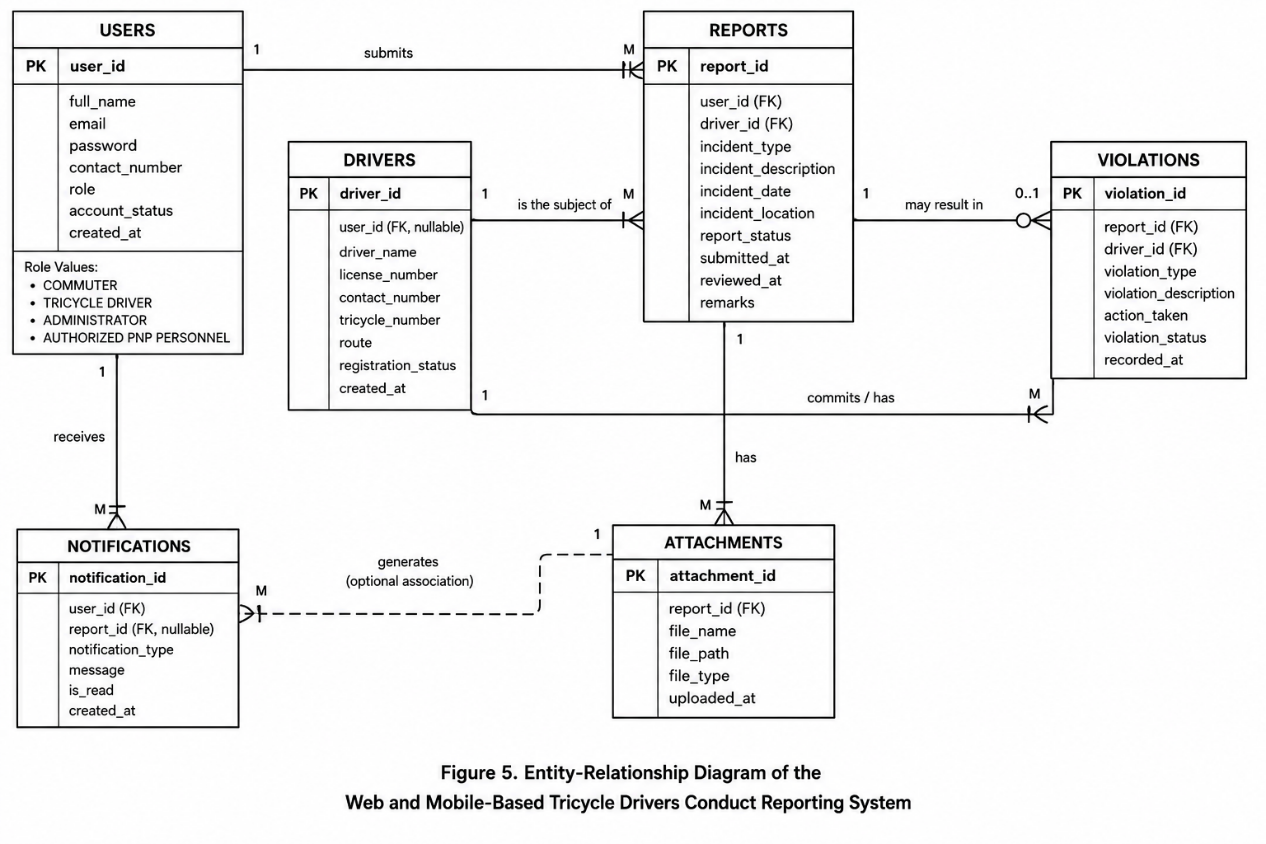 USERS
PK user_id
full_name
email
password
contact_number
role
account_status
created_at
Role Values:
• COMMUTER
• TRICYCLE DRIVER
• ADMINISTRATOR
• AUTHORIZED PNP PERSONNEL
1
submits
M
REPORTS
PK report_id
user_id (FK)
driver_id (FK)
incident_type
incident_description
incident_date
incident_location
report_status
submitted_at
reviewed_at
remarks
DRIVERS
PK driver_id
user_id (FK, nullable)
driver_name
license_number
contact_number
tricycle_number
route
registration_status
created_at
1
is the subject of
M
1
may result in
0..1
VIOLATIONS
PK violation_id
report_id (FK)
driver_id (FK)
violation_type
violation_description
action_taken
violation_status
recorded_at
1
commits / has
M
1
receives
M
1
has
M
NOTIFICATIONS
PK notification_id
user_id (FK)
report_id (FK, nullable)
notification_type
message
is_read
created_at
M
generates
(optional association)
1
ATTACHMENTS
PK attachment_id
report_id (FK)
file_name
file_path
file_type
uploaded_at
Figure 5. Entity-Relationship Diagram of the
Web and Mobile-Based Tricycle Drivers Conduct Reporting System